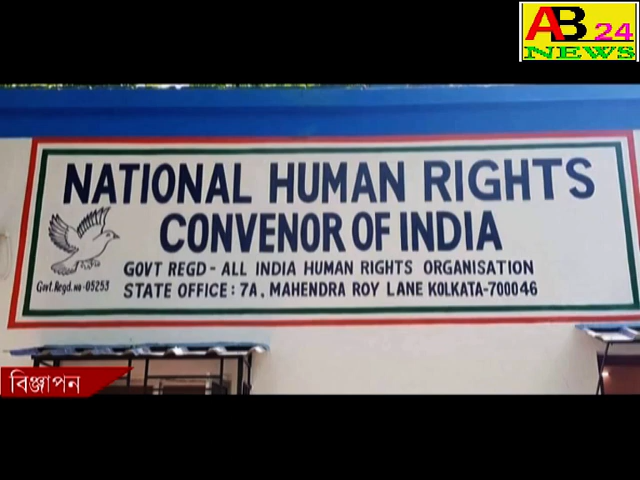 AB 24
NEWS
NATIONAL HUMAN RIGHTS
CONVENOR OF INDIA
GOVT REGD - ALL INDIA HUMAN RIGHTS ORGANISATION
Govt. Regd. no - 05253
STATE OFFICE : 7A, MAHENDRA ROY LANE KOLKATA-700046
বিজ্ঞাপন